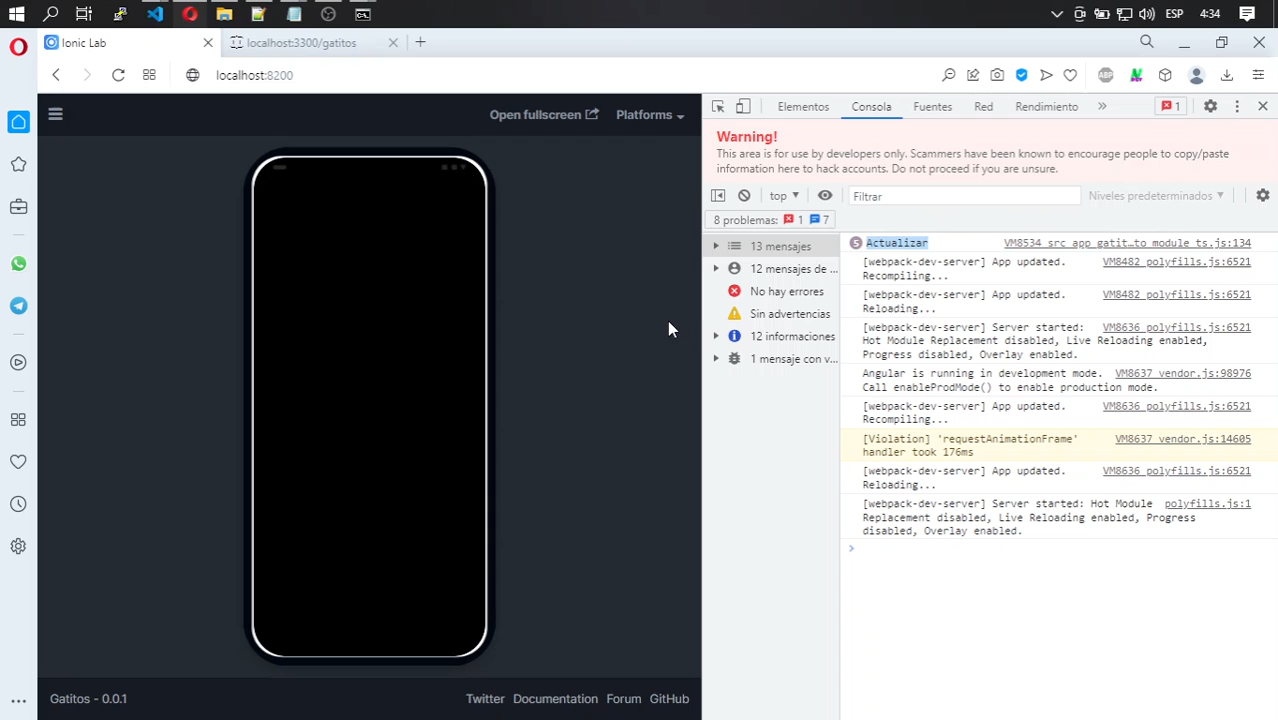 ESP 4:34
Ionic Lab
localhost:3300/gatitos
localhost:8200
ABP
Open fullscreen
Platforms
Elementos
Consola
Fuentes
Red
Rendimiento
1
Warning!
This area is for use by developers only. Scammers have been known to encourage people to copy/paste
information here to hack accounts. Do not proceed if you are unsure.
top
Filtrar
Niveles predeterminados
8 problemas: 1 7
13 mensajes
12 mensajes de ...
No hay errores
Sin advertencias
12 informaciones
1 mensaje con v...
5 Actualizar VM8534 src_app_gatit…to_module_ts.js:134
[webpack-dev-server] App updated. VM8482 polyfills.js:6521
Recompiling...
[webpack-dev-server] App updated. VM8482 polyfills.js:6521
Reloading...
[webpack-dev-server] Server started: VM8636 polyfills.js:6521
Hot Module Replacement disabled, Live Reloading enabled,
Progress disabled, Overlay enabled.
Angular is running in development mode. VM8637 vendor.js:98976
Call enableProdMode() to enable production mode.
[webpack-dev-server] App updated. VM8636 polyfills.js:6521
Recompiling...
[Violation] 'requestAnimationFrame' VM8637 vendor.js:14605
handler took 176ms
[webpack-dev-server] App updated. VM8636 polyfills.js:6521
Reloading...
[webpack-dev-server] Server started: Hot Module polyfills.js:1
Replacement disabled, Live Reloading enabled, Progress
disabled, Overlay enabled.
Gatitos - 0.0.1
Twitter Documentation Forum GitHub